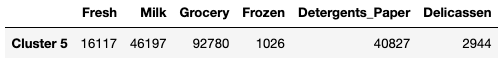 Fresh Milk Grocery Frozen Detergents_Paper Delicassen
Cluster 5 16117 46197 92780 1026 40827 2944